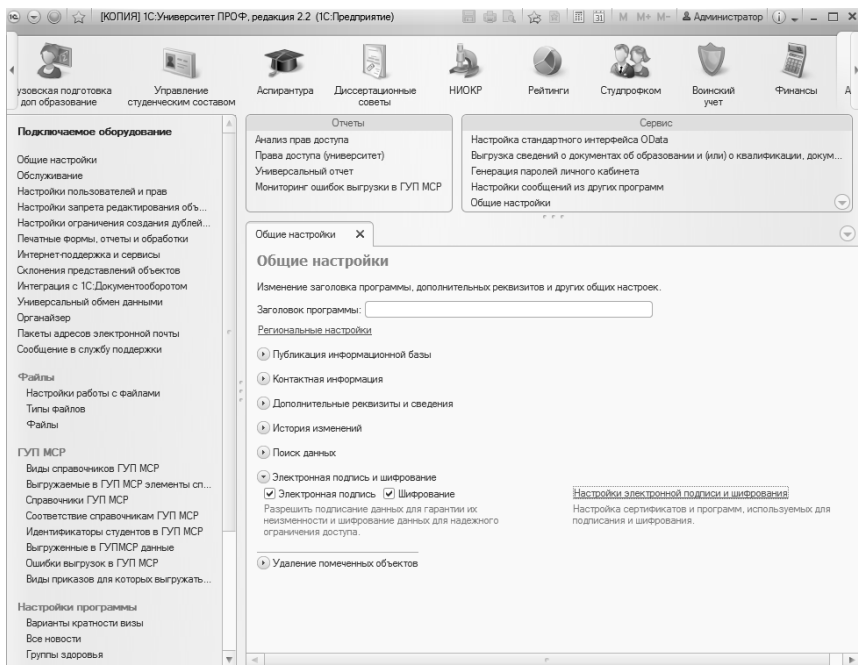 [КОПИЯ] 1С:Университет ПРОФ, редакция 2.2 (1С:Предприятие)
M M+ M- Администратор
узовская подготовка
доп образование
Управление
студенческим составом
Аспирантура
Диссертационные
советы
НИОКР
Рейтинги
Студпрофком
Воинский
учет
Финансы
А
Подключаемое оборудование
Общие настройки
Обслуживание
Настройки пользователей и прав
Настройки запрета редактирования объ...
Настройки ограничения создания дублей...
Печатные формы, отчеты и обработки
Интернет-поддержка и сервисы
Склонения представлений объектов
Интеграция с 1С:Документооборотом
Универсальный обмен данными
Органайзер
Пакеты адресов электронной почты
Сообщение в службу поддержки
Файлы
Настройки работы с файлами
Типы файлов
Файлы
ГУП МСР
Виды справочников ГУП МСР
Выгружаемые в ГУП МСР элементы сп...
Справочники ГУП МСР
Соответствие справочникам ГУП МСР
Идентификаторы студентов в ГУП МСР
Выгруженные в ГУПМСР данные
Ошибки выгрузок в ГУП МСР
Виды приказов для которых выгружать...
Настройки программы
Варианты кратности визы
Все новости
Группы здоровья
Отчеты
Анализ прав доступа
Права доступа (университет)
Универсальный отчет
Мониторинг ошибок выгрузки в ГУП МСР
Сервис
Настройка стандартного интерфейса OData
Выгрузка сведений о документах об образовании и (или) о квалификации, докум...
Генерация паролей личного кабинета
Настройки сообщений из других программ
Общие настройки
Общие настройки
Общие настройки
Изменение заголовка программы, дополнительных реквизитов и других общих настроек.
Заголовок программы:
Региональные настройки
Публикация информационной базы
Контактная информация
Дополнительные реквизиты и сведения
История изменений
Поиск данных
Электронная подпись и шифрование
Электронная подпись Шифрование
Разрешить подписание данных для гарантии их
неизменности и шифрование данных для надежного
ограничения доступа.
Настройки электронной подписи и шифрования
Настройка сертификатов и программ, используемых для
подписания и шифрования.
Удаление помеченных объектов